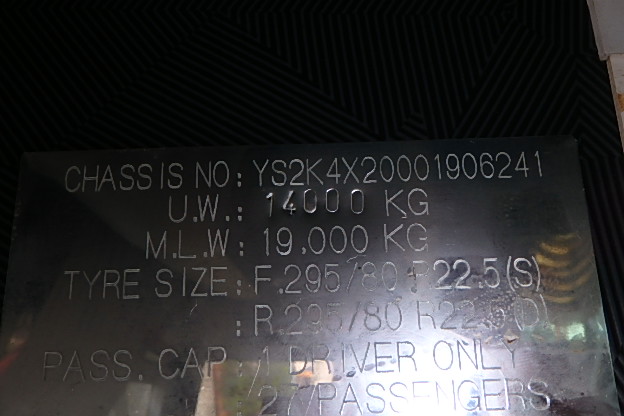 CHASSIS NO: YS2K4X20001906241
U.W.: 14000 KG
M.L.W: 19,000 KG
TYRE SIZE: F.295/80 R22.5(S)
: R.295/80 R22.5(D)
PASS. CAP: /1 DRIVER ONLY
: 27/PASSENGERS